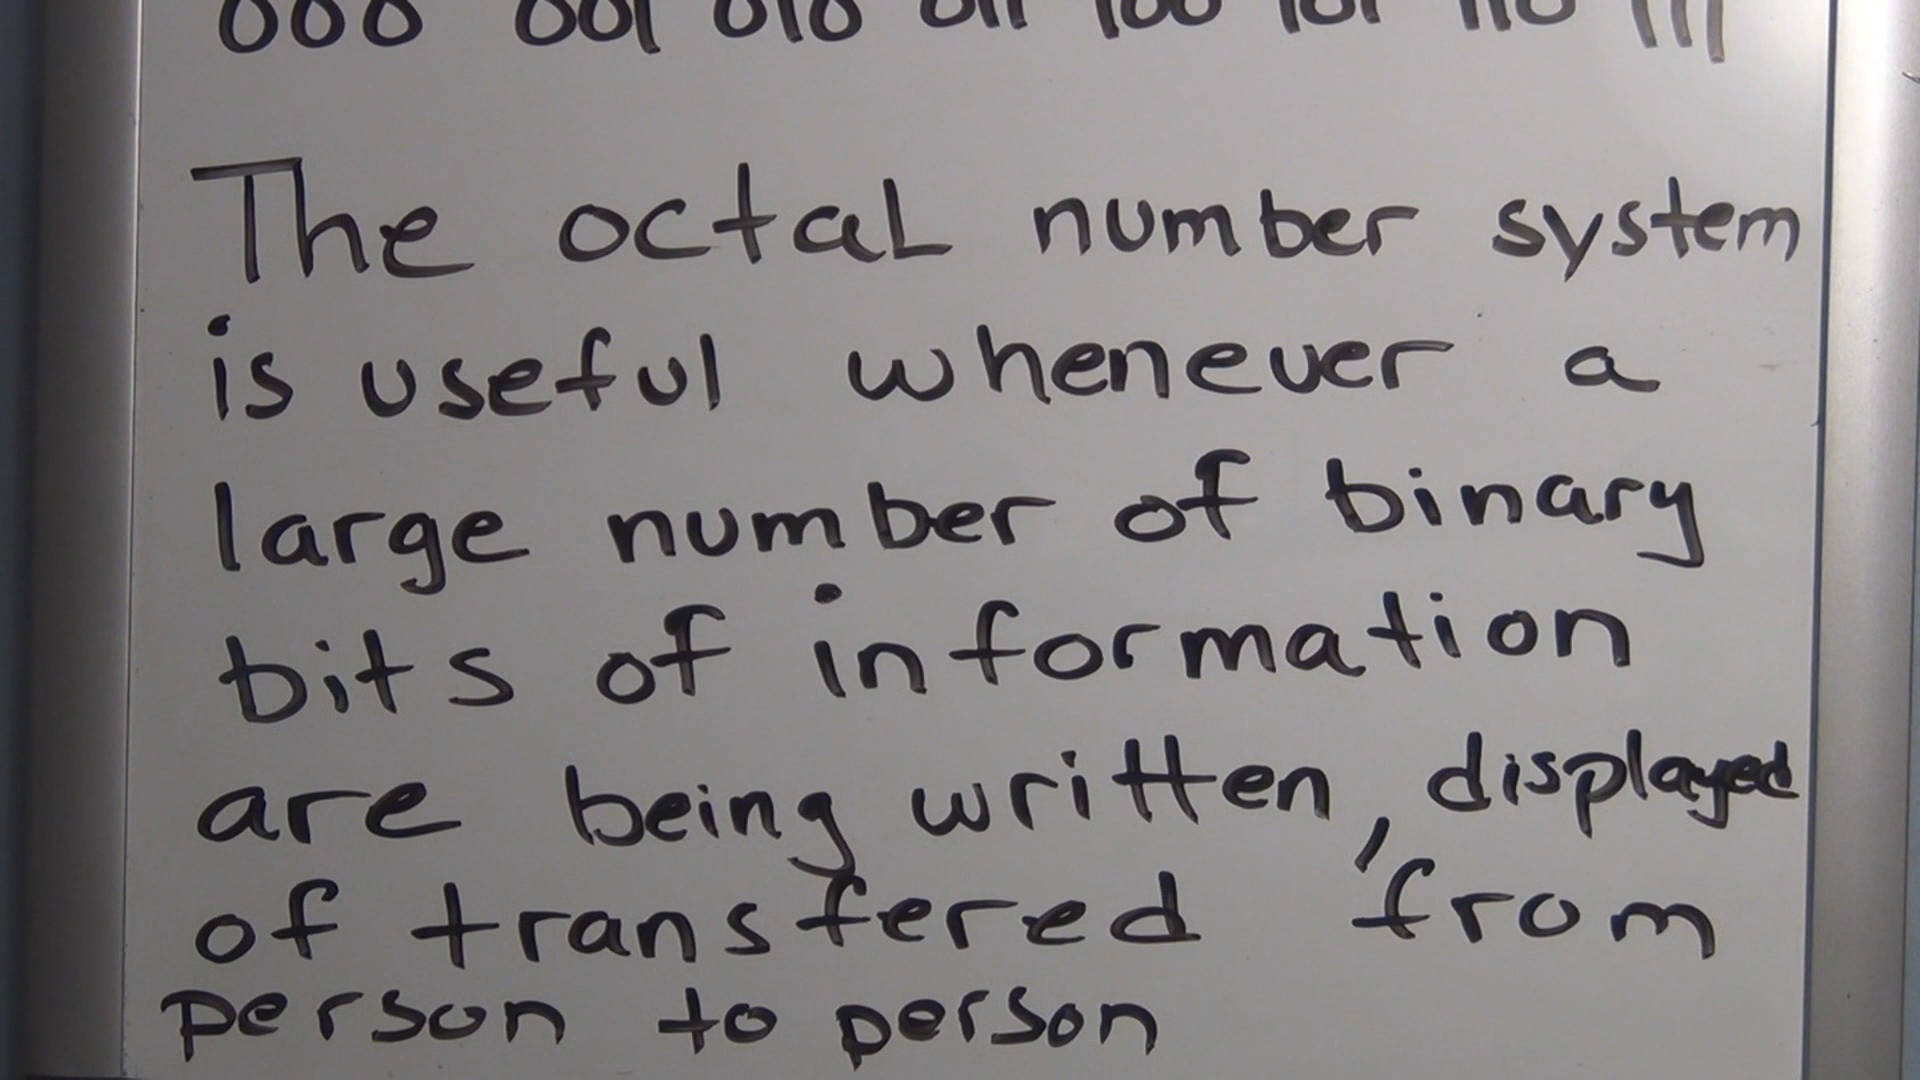 000 001 010 011 100 101 110 111
The octal number system
is useful whenever a
large number of binary
bits of information
are being written, displayed
of transfered from
person to person